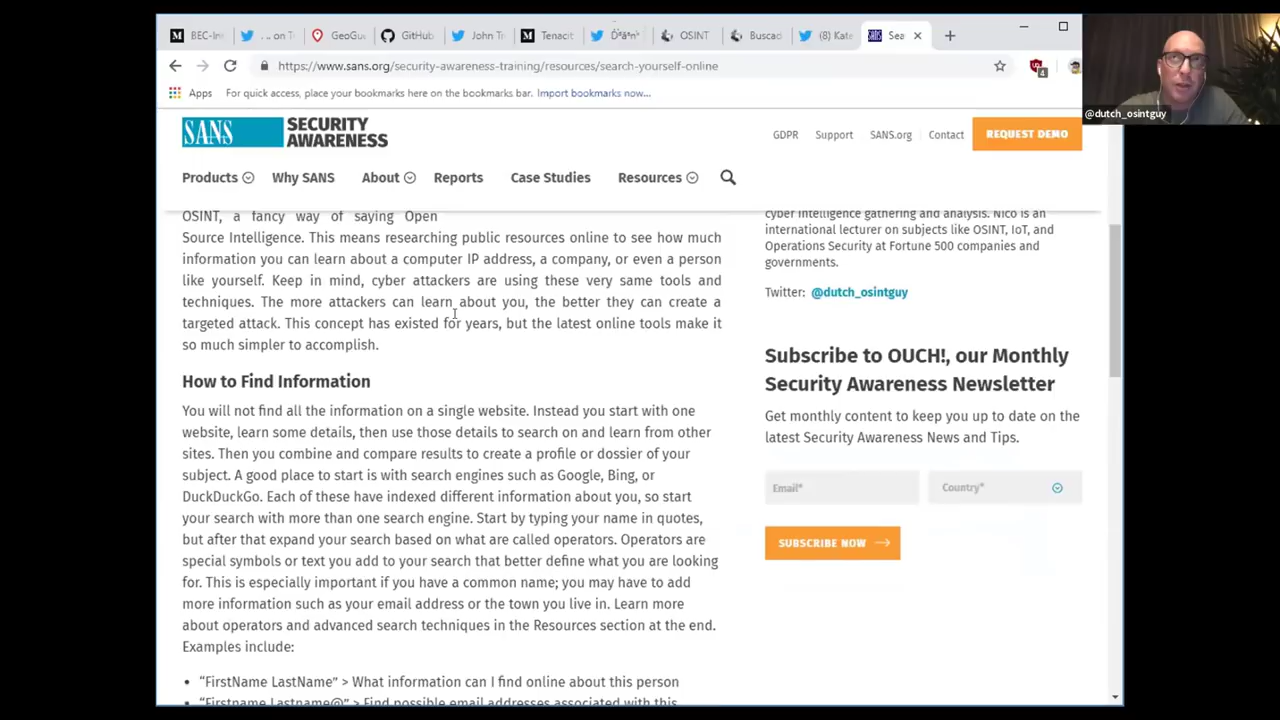 BEC-In
... on T
GeoGu
GitHub
John Tr
Tenacit
OSINT
Buscad
(8) Kate
Sea
https://www.sans.org/security-awareness-training/resources/search-yourself-online
4
Apps
For quick access, place your bookmarks here on the bookmarks bar. Import bookmarks now...
@dutch_osintguy
SANS
SECURITY
AWARENESS
GDPR
Support
SANS.org
Contact
REQUEST DEMO
Products
Why SANS
About
Reports
Case Studies
Resources
OSINT, a fancy way of saying Open
Source Intelligence. This means researching public resources online to see how much
information you can learn about a computer IP address, a company, or even a person
like yourself. Keep in mind, cyber attackers are using these very same tools and
techniques. The more attackers can learn about you, the better they can create a
targeted attack. This concept has existed for years, but the latest online tools make it
so much simpler to accomplish.
How to Find Information
You will not find all the information on a single website. Instead you start with one
website, learn some details, then use those details to search on and learn from other
sites. Then you combine and compare results to create a profile or dossier of your
subject. A good place to start is with search engines such as Google, Bing, or
DuckDuckGo. Each of these have indexed different information about you, so start
your search with more than one search engine. Start by typing your name in quotes,
but after that expand your search based on what are called operators. Operators are
special symbols or text you add to your search that better define what you are looking
for. This is especially important if you have a common name; you may have to add
more information such as your email address or the town you live in. Learn more
about operators and advanced search techniques in the Resources section at the end.
Examples include:
• “FirstName LastName” > What information can I find online about this person
“Firstname Lastname@” > Find possible email addresses associated with this
cyber intelligence gathering and analysis. Nico is an
international lecturer on subjects like OSINT, IoT, and
Operations Security at Fortune 500 companies and
governments.
Twitter: @dutch_osintguy
Subscribe to OUCH!, our Monthly
Security Awareness Newsletter
Get monthly content to keep you up to date on the
latest Security Awareness News and Tips.
Email*
Country*
SUBSCRIBE NOW